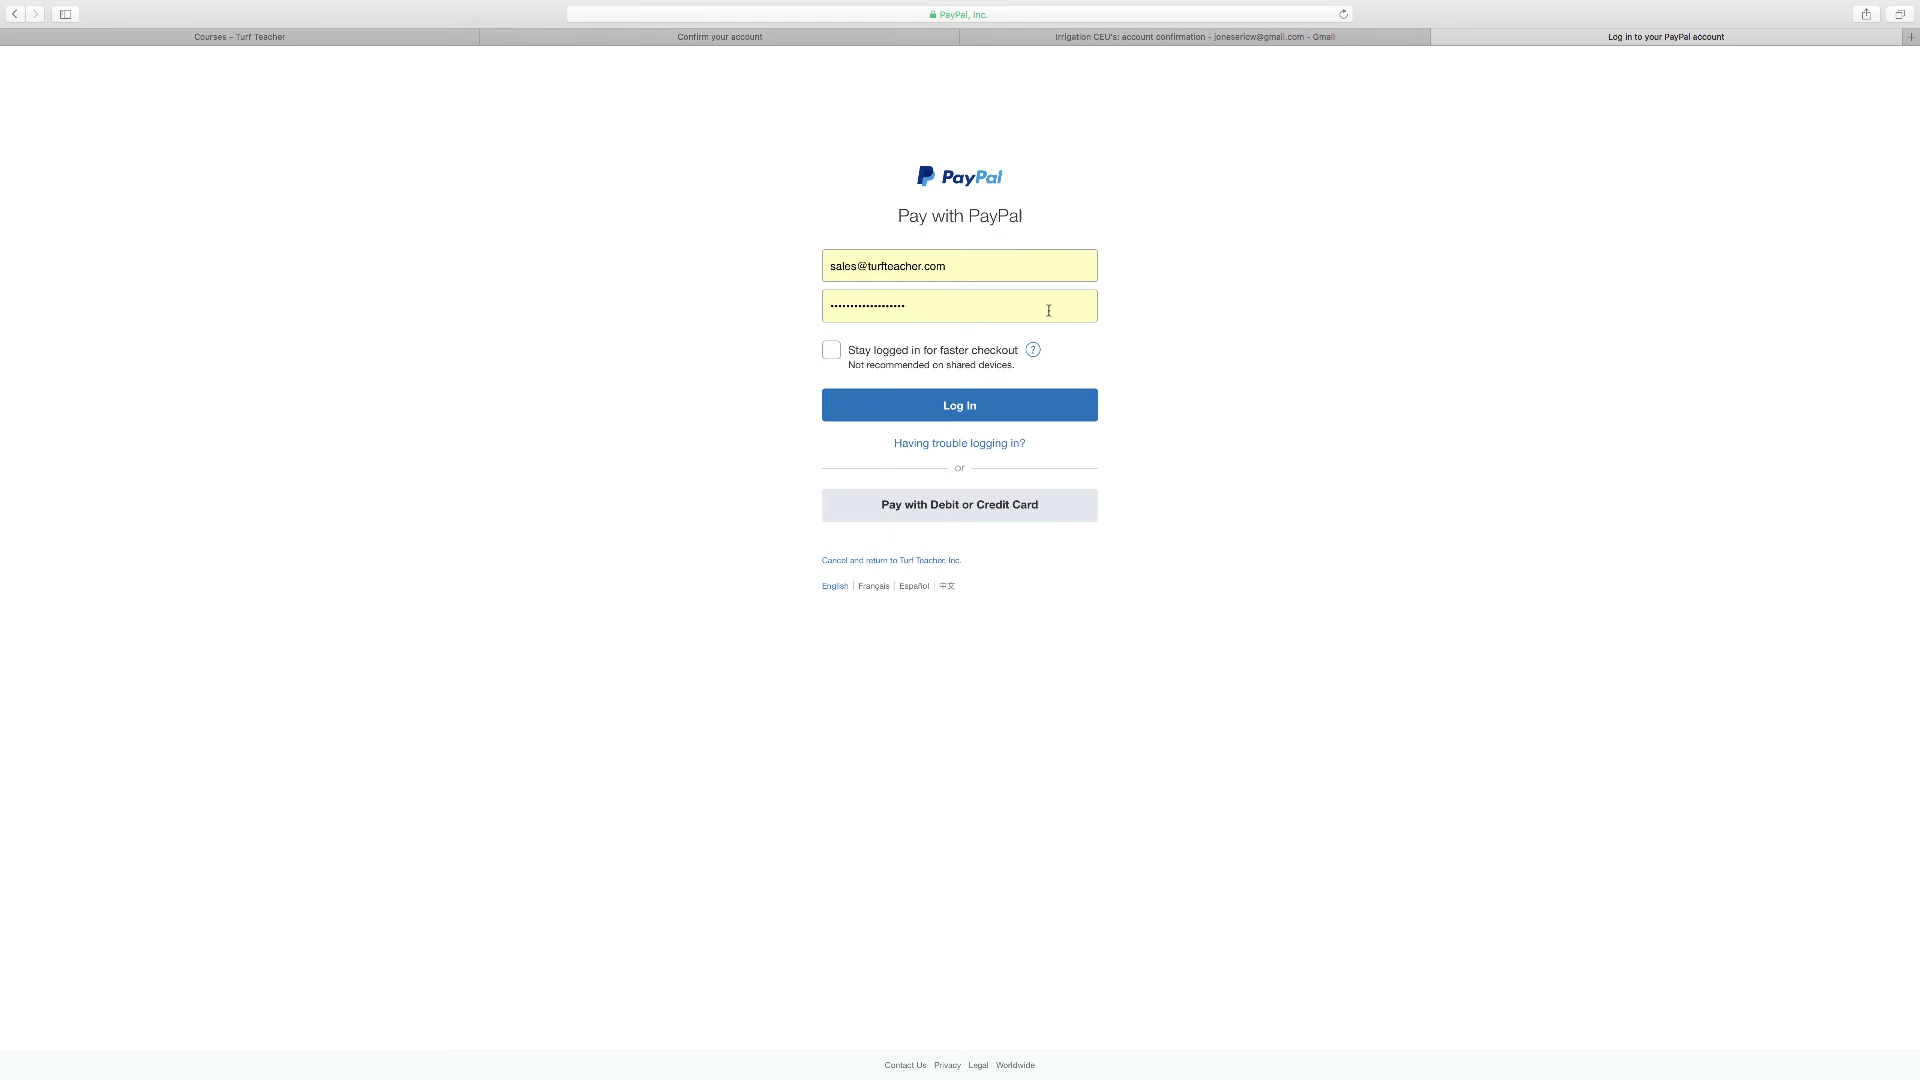 PayPal, Inc.
Courses – Turf Teacher
Confirm your account
Irrigation CEU's: account confirmation - jonesericw@gmail.com - Gmail
Log in to your PayPal account
PayPal
Pay with PayPal
sales@turfteacher.com
•••••••••••••••••••
Stay logged in for faster checkout ?
Not recommended on shared devices.
Log In
Having trouble logging in?
or
Pay with Debit or Credit Card
Cancel and return to Turf Teacher, Inc.
English Français Español 中文
Contact Us Privacy Legal Worldwide